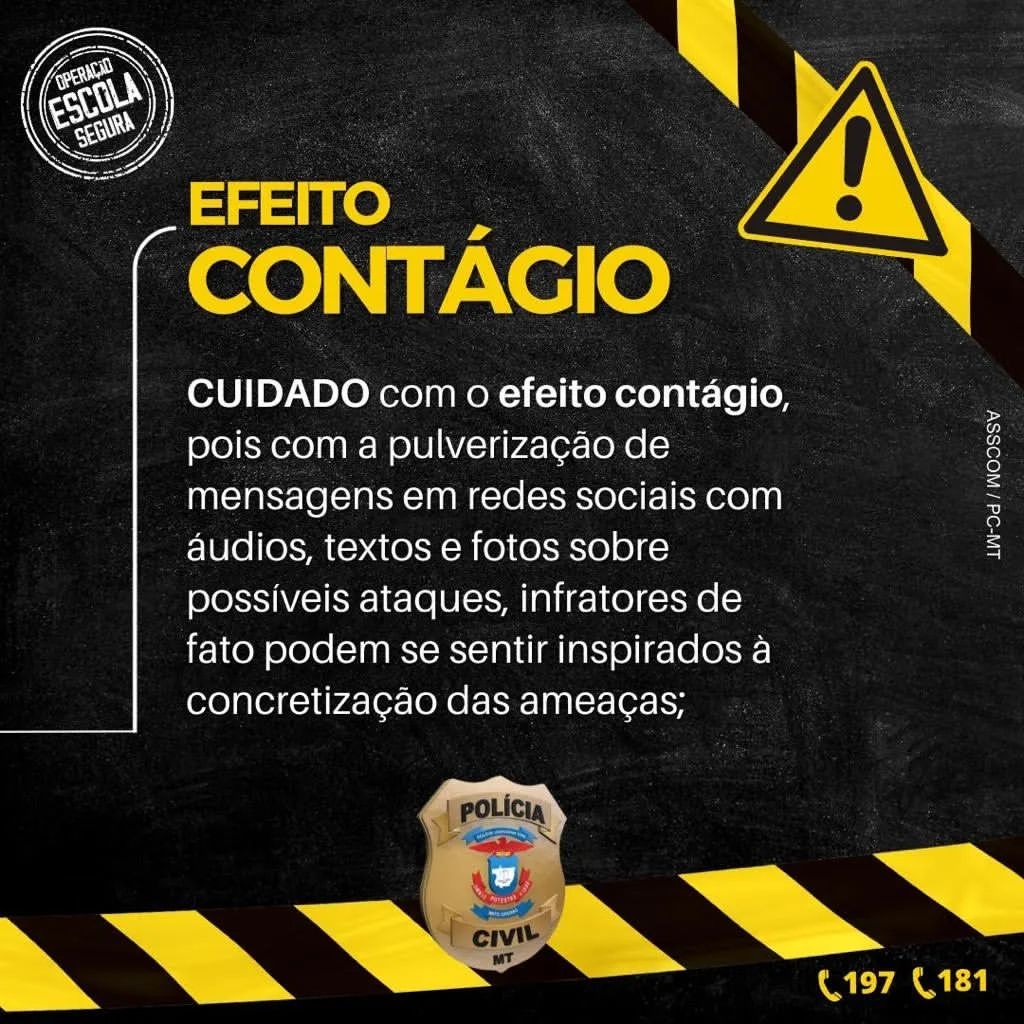 OPERAÇÃO
ESCOLA
SEGURA
EFEITO
CONTÁGIO
CUIDADO com o efeito contágio,
pois com a pulverização de
mensagens em redes sociais com
áudios, textos e fotos sobre
possíveis ataques, infratores de
fato podem se sentir inspirados à
concretização das ameaças;
ASSCOM / PC-MT
POLÍCIA
CIVIL
MT
197 181